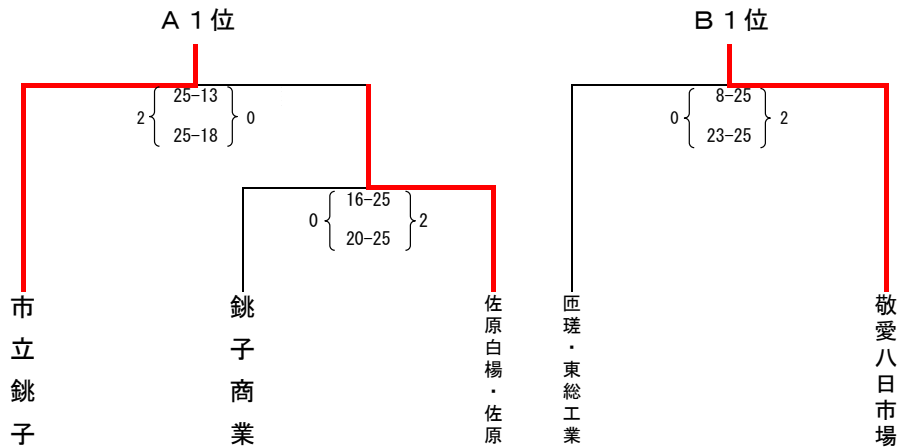 A１位
B１位
25-13
2 0
25-18
8-25
0 2
23-25
16-25
0 2
20-25
市立銚子
銚子商業
佐原白楊・佐原
匝瑳・東総工業
敬愛八日市場